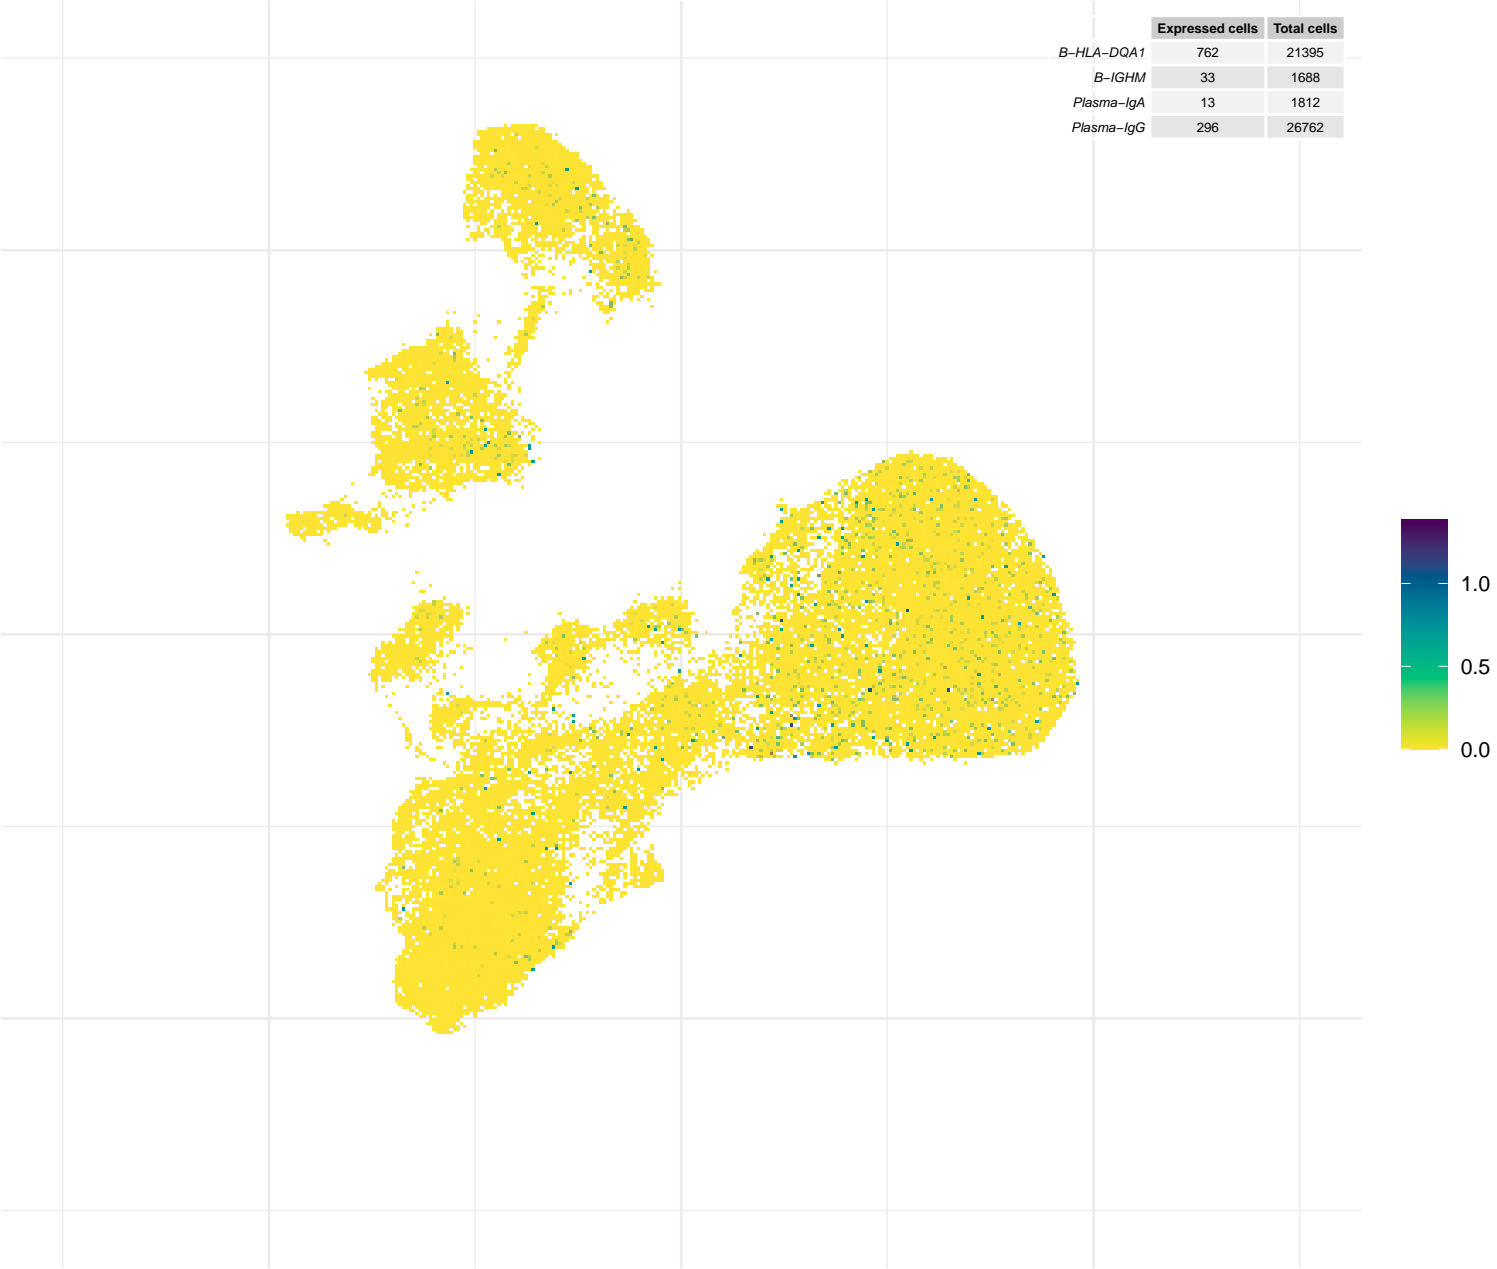 Expressed cells Total cells
B−HLA−DQA1 762 21395
B−IGHM 33 1688
Plasma−IgA 13 1812
Plasma−IgG 296 26762
1.0
0.5
0.0